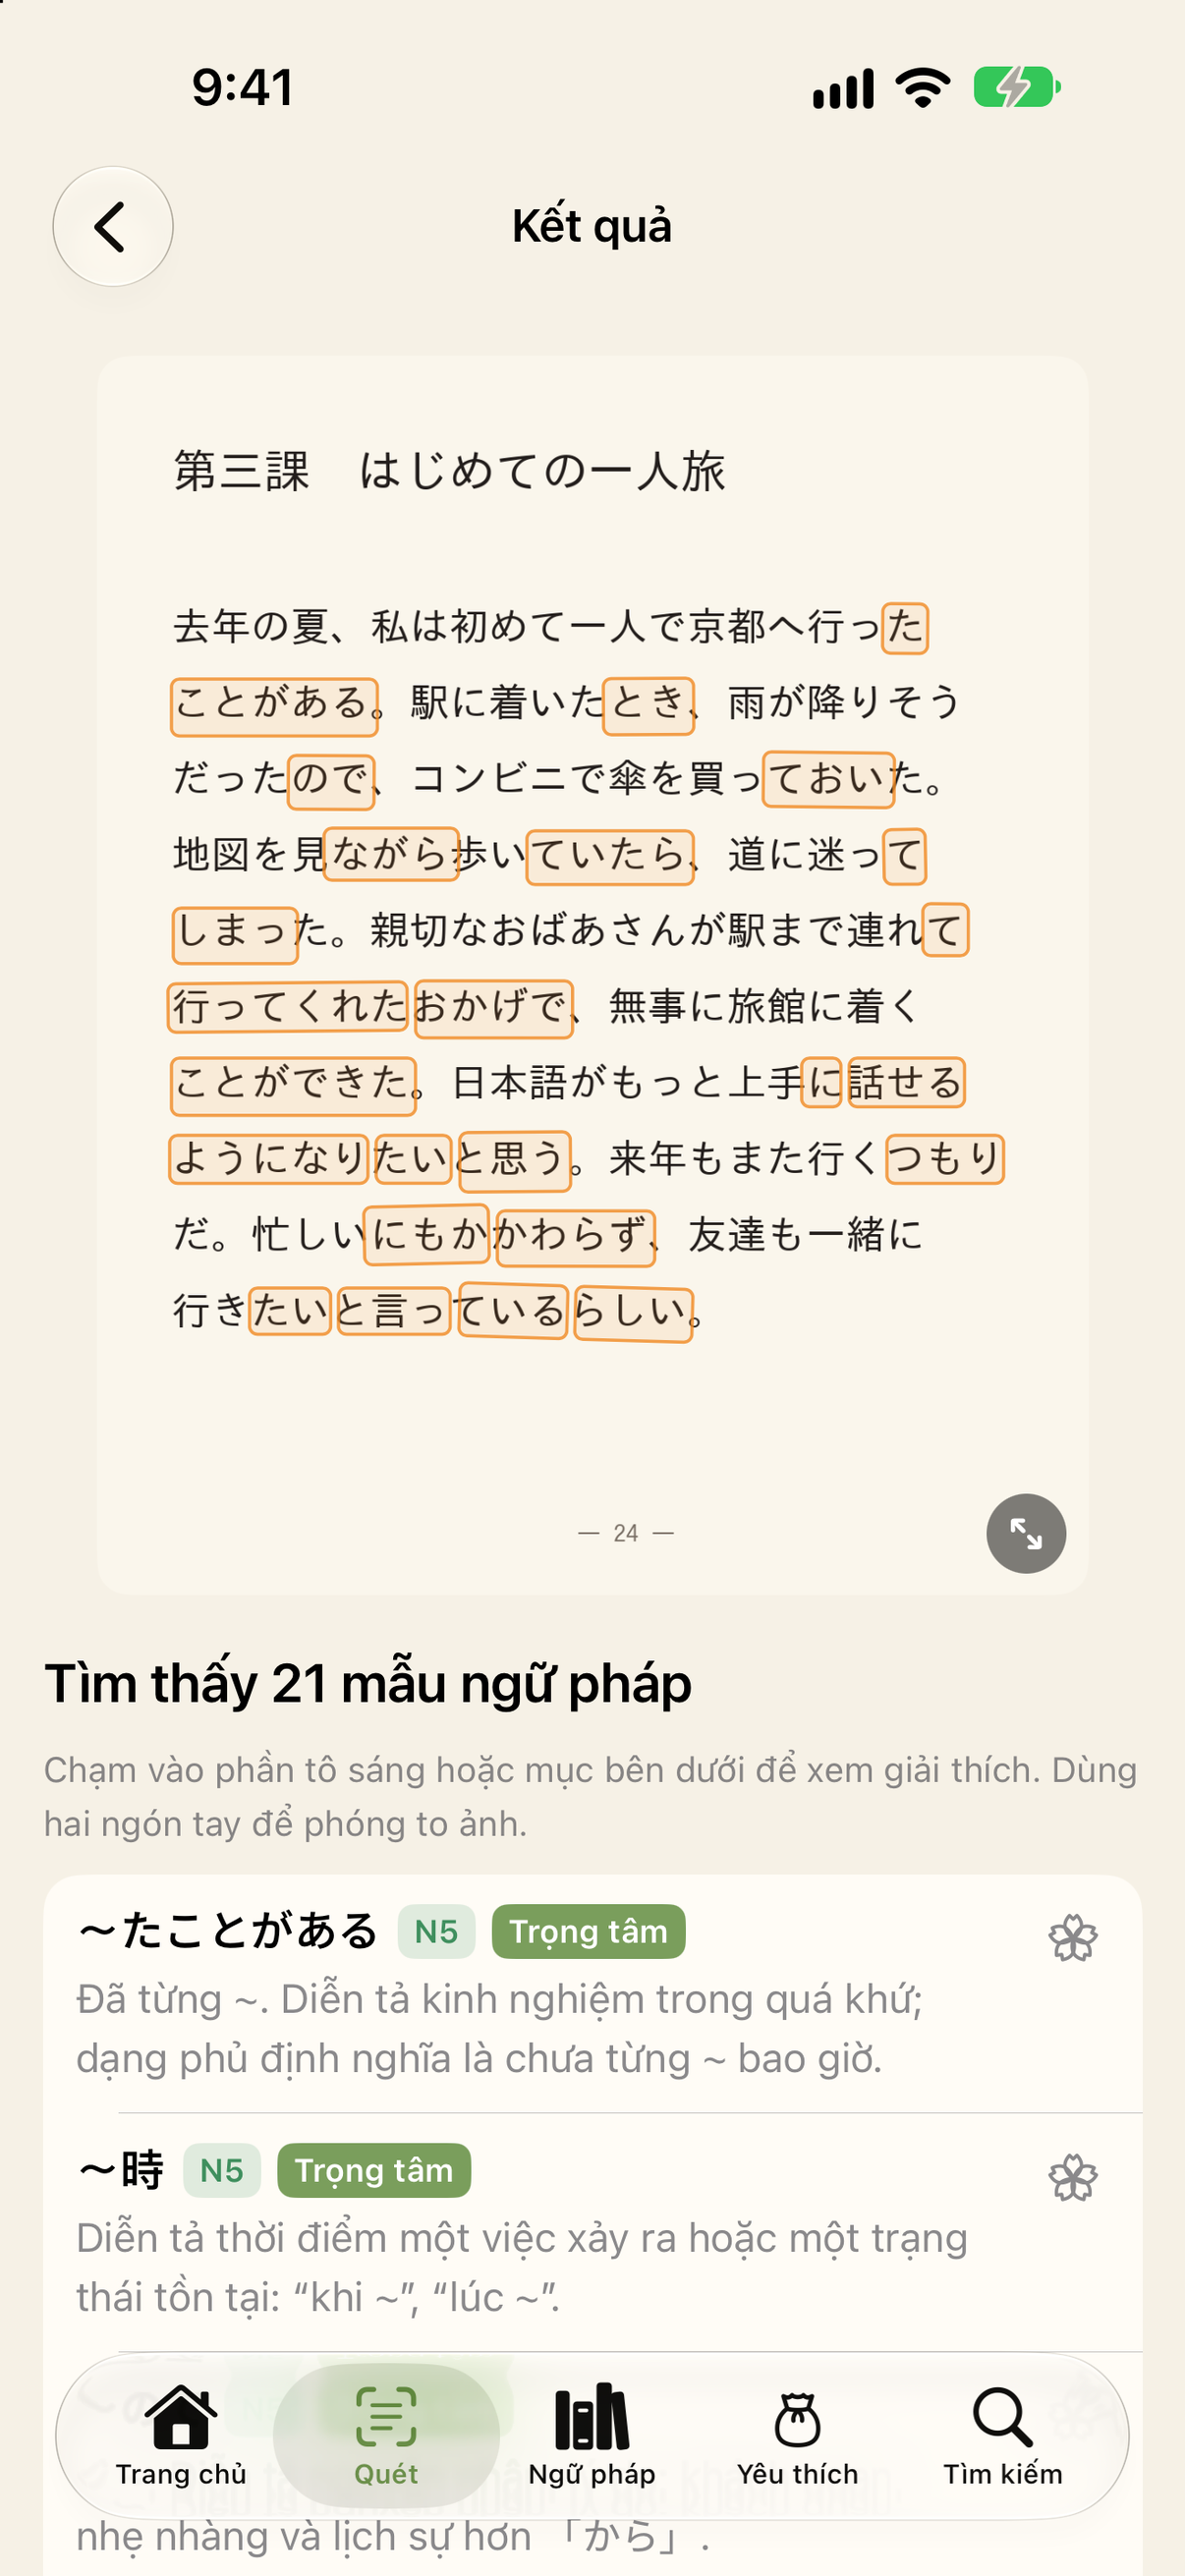 9:41
Kết quả
第三課　はじめての一人旅
去年の夏、私は初めて一人で京都へ行った
ことがある。駅に着いたとき、雨が降りそう
だったので、コンビニで傘を買っておいた。
地図を見ながら歩いていたら、道に迷って
しまった。親切なおばあさんが駅まで連れて
行ってくれたおかげで、無事に旅館に着く
ことができた。日本語がもっと上手に話せる
ようになりたいと思う。来年もまた行くつもり
だ。忙しいにもかかわらず、友達も一緒に
行きたいと言っているらしい。
— 24 —
Tìm thấy 21 mẫu ngữ pháp
Chạm vào phần tô sáng hoặc mục bên dưới để xem giải thích. Dùng
hai ngón tay để phóng to ảnh.
～たことがある N5 Trọng tâm
Đã từng ~. Diễn tả kinh nghiệm trong quá khứ;
dạng phủ định nghĩa là chưa từng ~ bao giờ.
～時 N5 Trọng tâm
Diễn tả thời điểm một việc xảy ra hoặc một trạng
thái tồn tại: “khi ~”, “lúc ~”.
Trang chủ Quét Ngữ pháp Yêu thích Tìm kiếm
nhẹ nhàng và lịch sự hơn 「から」.